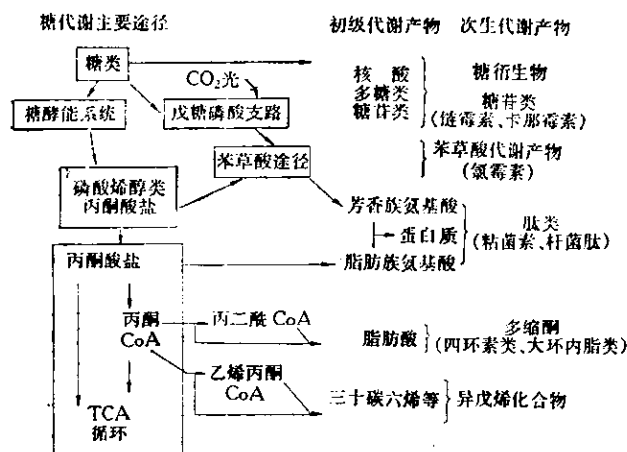 糖代谢主要途径
初级代谢产物 次生代谢产物
糖类
CO₂光
核酸
多糖类
糖苷类
糖衍生物
糖苷类
(链霉素、卡那霉素)
糖酵能系统
戊糖磷酸支路
苯草酸途径
苯草酸代谢产物
(氯霉素)
磷酸烯醇类
丙酮酸盐
芳香族氨基酸
蛋白质
脂肪族氨基酸
肽类
(粘菌素、杆菌肽)
丙酮酸盐
丙酮
CoA
丙二酰 CoA
脂肪酸
多缩酮
(四环素类、大环内脂类)
乙烯丙酮
CoA
三十碳六烯等
异戊烯化合物
TCA
循环